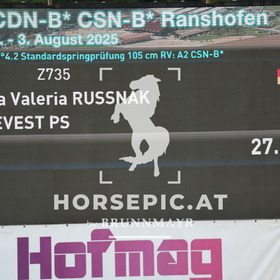 CDN-B* CSN-B* Ranshofen
. - 3. August 2025
°4.2 Standardspringprüfung 105 cm RV: A2 CSN-B*
Z735
a Valeria RUSSNAK
EVEST PS
27.
HORSEPIC.AT
by BRUNNMAYR
Hofmag